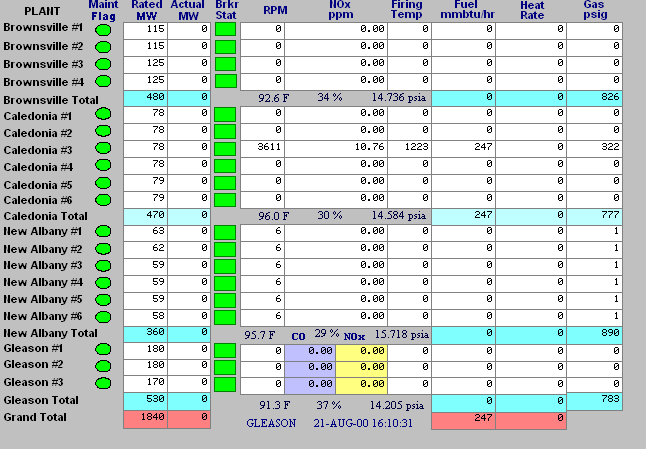 PLANT Maint Flag Rated MW Actual MW Brkr Stat RPM NOx ppm Firing Temp Fuel mmbtu/hr Heat Rate Gas psig
Brownsville #1 115 0 0 0.00 0 0 0 0
Brownsville #2 115 0 0 0.00 0 0 0 0
Brownsville #3 125 0 0 0.00 0 0 0 0
Brownsville #4 125 0 0 0.00 0 0 0 0
Brownsville Total 480 0 92.6 F 34 % 14.736 psia 0 0 826
Caledonia #1 78 0 0 0.00 0 0 0 0
Caledonia #2 78 0 0 0.00 0 0 0 0
Caledonia #3 78 0 3611 10.76 1223 247 0 322
Caledonia #4 78 0 0 0.00 0 0 0 0
Caledonia #5 79 0 0 0.00 0 0 0 0
Caledonia #6 79 0 0 0.00 0 0 0 0
Caledonia Total 470 0 96.0 F 30 % 14.584 psia 247 0 777
New Albany #1 63 0 6 0.00 0 0 0 1
New Albany #2 62 0 6 0.00 0 0 0 1
New Albany #3 59 0 6 0.00 0 0 0 1
New Albany #4 59 0 6 0.00 0 0 0 1
New Albany #5 59 0 6 0.00 0 0 0 1
New Albany #6 58 0 6 0.00 0 0 0 1
New Albany Total 360 0 95.7 F CO 29 % NOx 15.718 psia 0 0 890
Gleason #1 180 0 0 0.00 0.00 0 0 0 0
Gleason #2 180 0 0 0.00 0.00 0 0 0 0
Gleason #3 170 0 0 0.00 0.00 0 0 0 0
Gleason Total 530 0 91.3 F 37 % 14.205 psia 0 0 783
Grand Total 1840 0 GLEASON 21-AUG-00 16:10:31 247 0